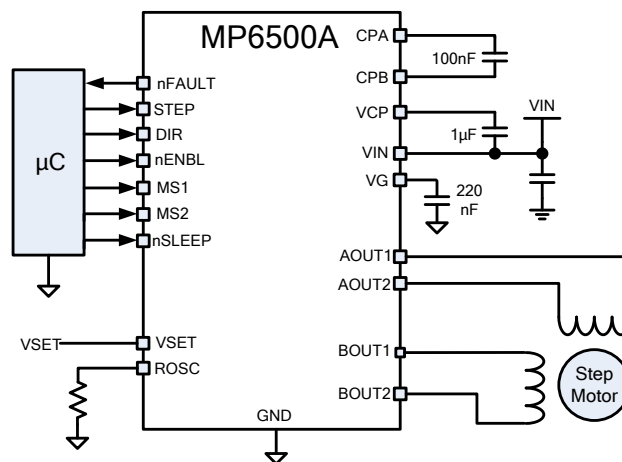 MP6500A
µC
nFAULT
STEP
DIR
nENBL
MS1
MS2
nSLEEP
VSET
VSET
ROSC
GND
CPA
100nF
CPB
VCP
1µF
VIN
VIN
VG
220
nF
AOUT1
AOUT2
BOUT1
BOUT2
Step
Motor